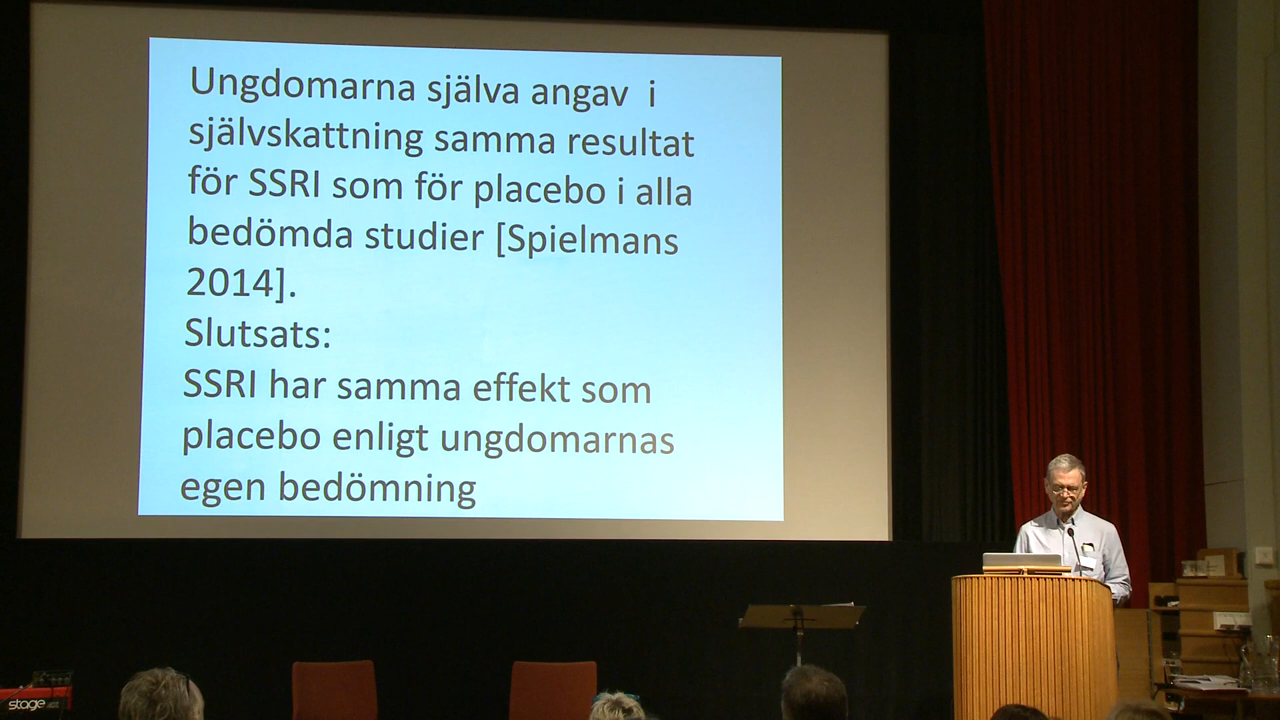 Ungdomarna själva angav i
självskattning samma resultat
för SSRI som för placebo i alla
bedömda studier [Spielmans
2014].
Slutsats:
SSRI har samma effekt som
placebo enligt ungdomarnas
egen bedömning
stage